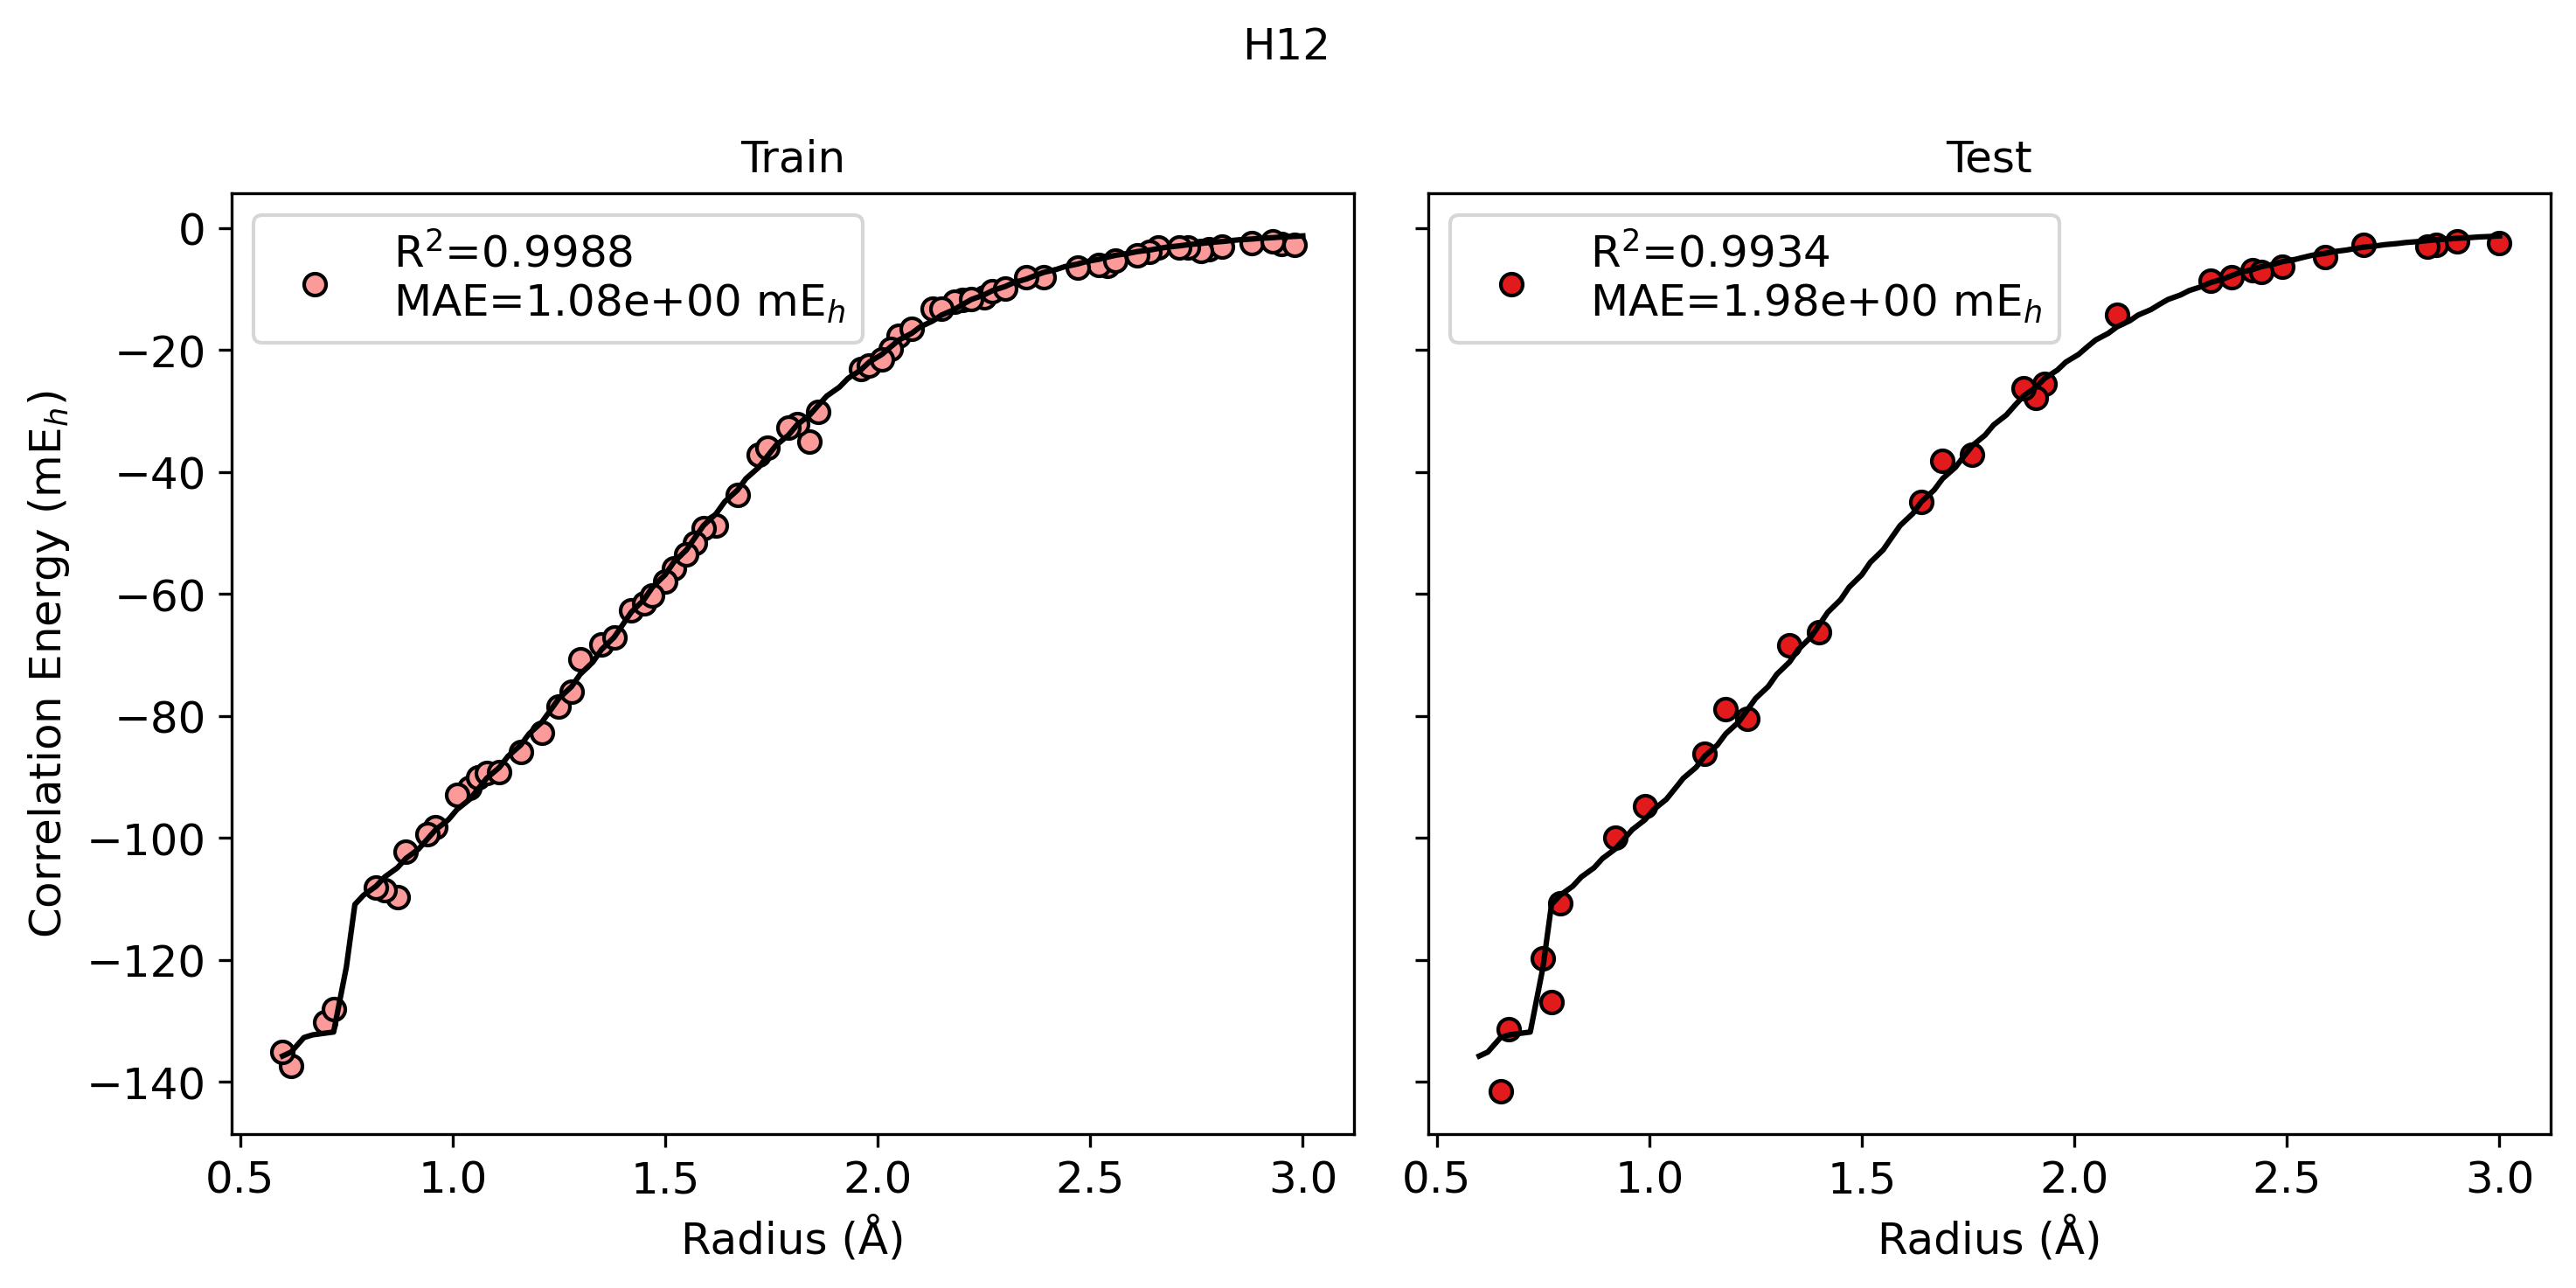 H12
Train
Test
R²=0.9988
MAE=1.08e+00 mEₕ
R²=0.9934
MAE=1.98e+00 mEₕ
Correlation Energy (mEₕ)
0
−20
−40
−60
−80
−100
−120
−140
0.5 1.0 1.5 2.0 2.5 3.0
0.5 1.0 1.5 2.0 2.5 3.0
Radius (Å)
Radius (Å)